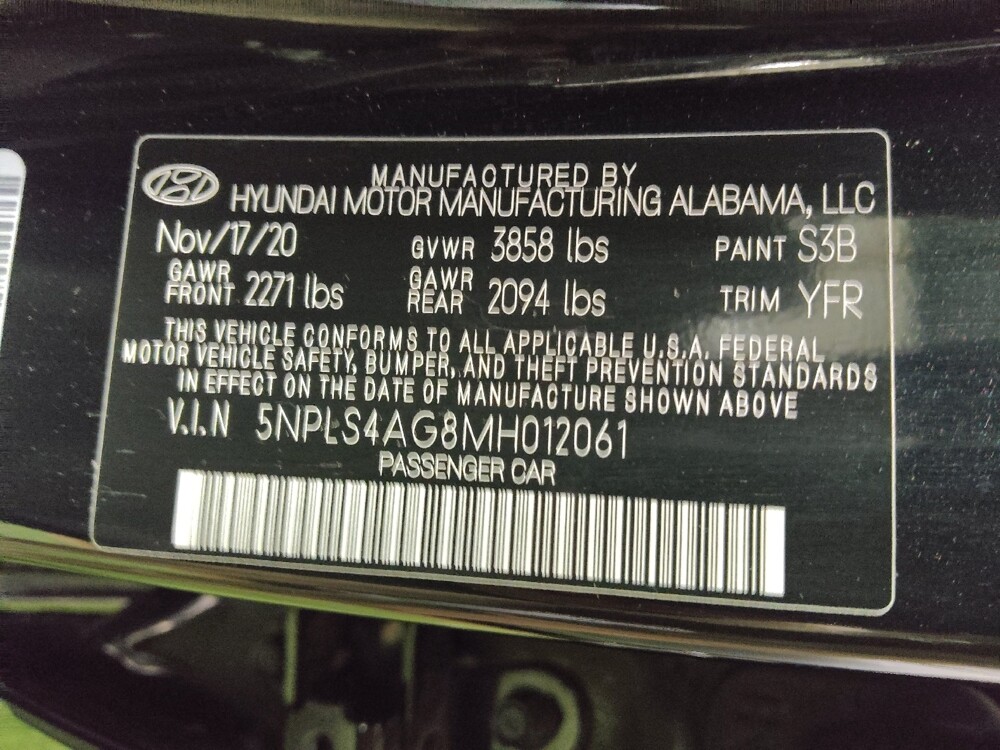 MANUFACTURED BY
HYUNDAI MOTOR MANUFACTURING ALABAMA, LLC
Nov/17/20 GVWR 3858 lbs PAINT S3B
GAWR FRONT 2271 lbs GAWR REAR 2094 lbs TRIM YFR
THIS VEHICLE CONFORMS TO ALL APPLICABLE U.S.A. FEDERAL
MOTOR VEHICLE SAFETY, BUMPER, AND THEFT PREVENTION STANDARDS
IN EFFECT ON THE DATE OF MANUFACTURE SHOWN ABOVE
V.I.N 5NPLS4AG8MH012061
PASSENGER CAR